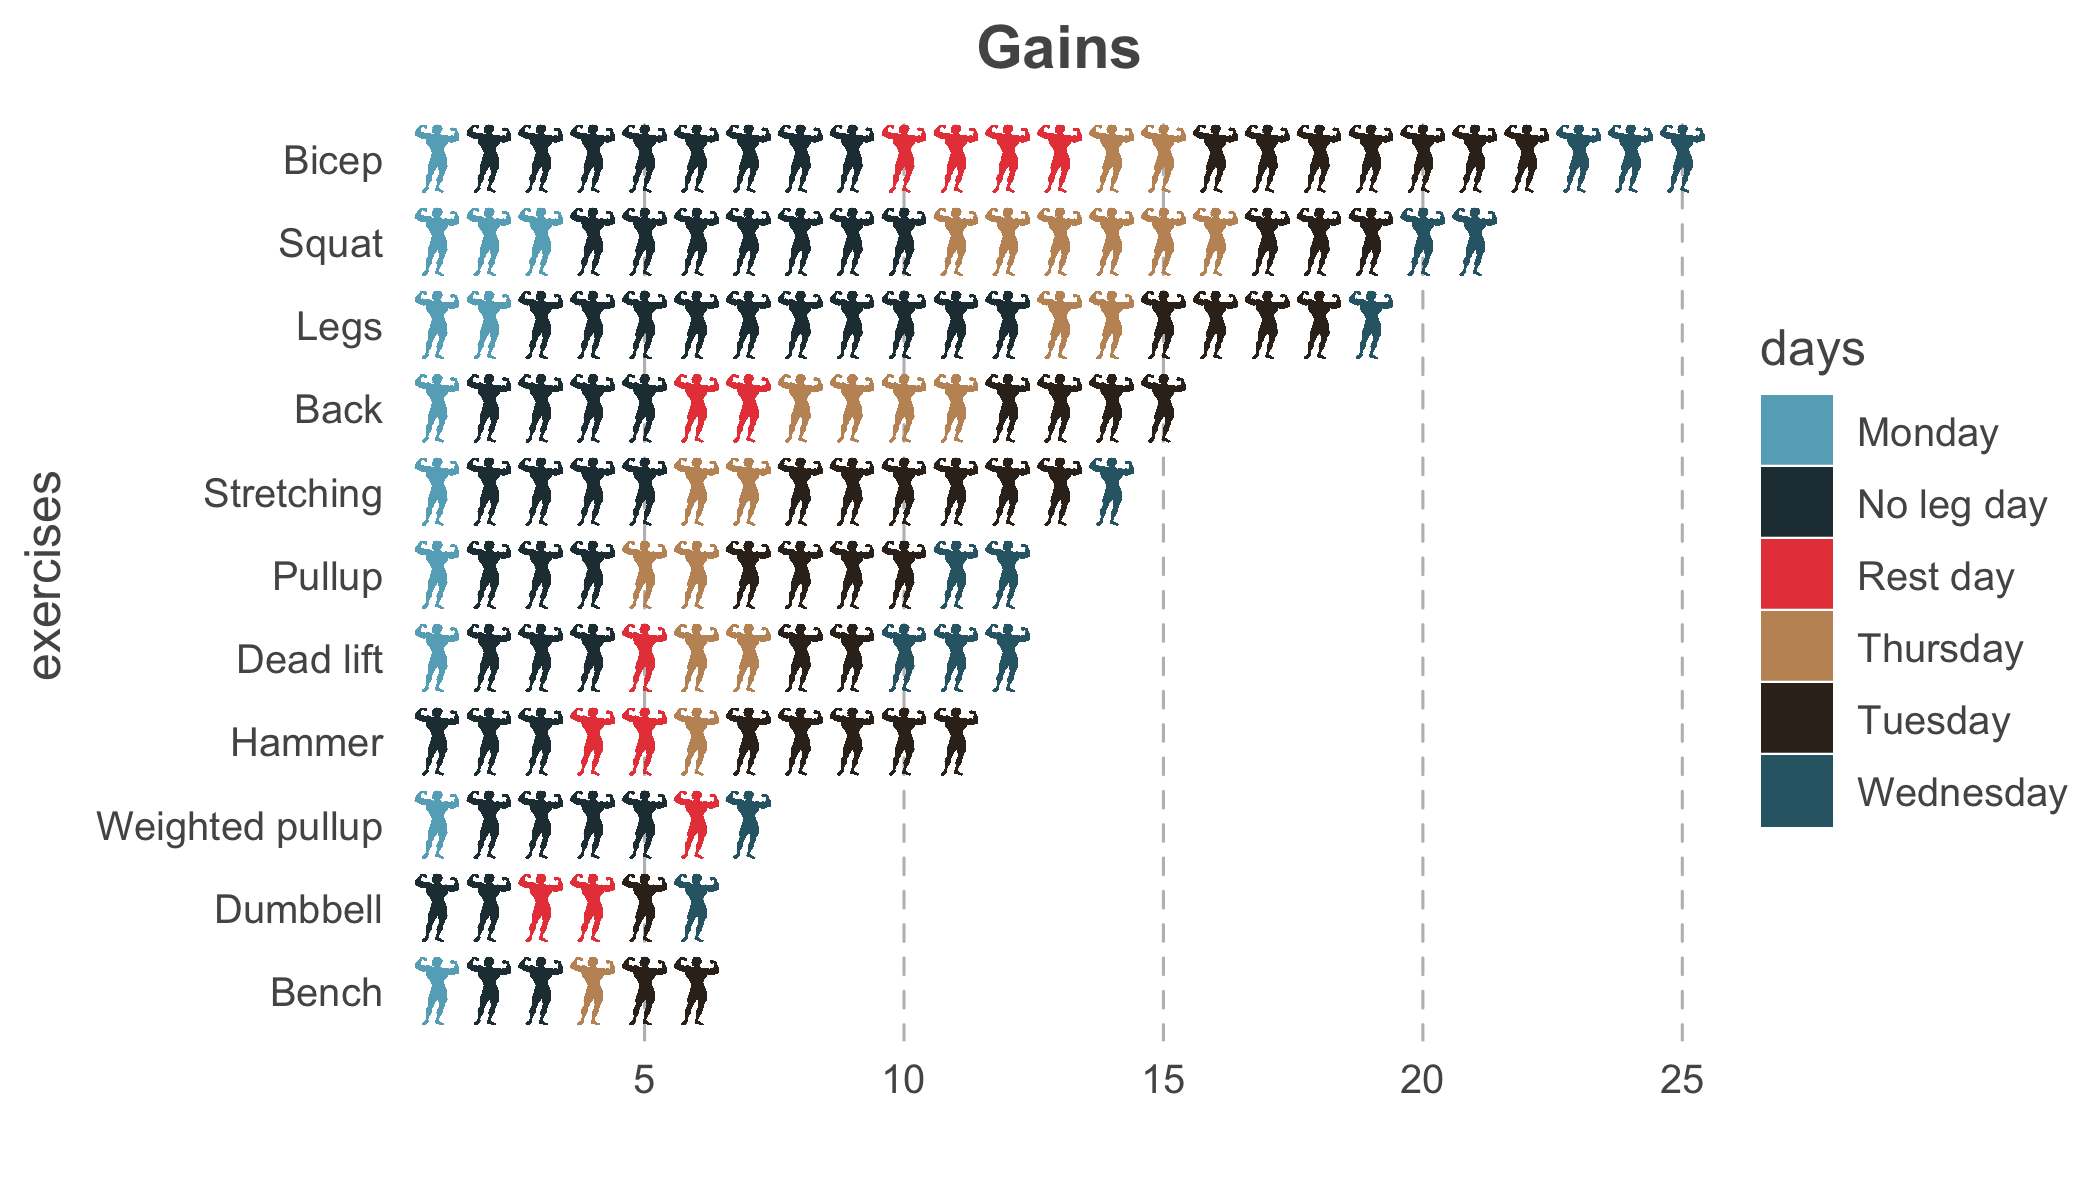 Gains
exercises
Bicep
Squat
Legs
Back
Stretching
Pullup
Dead lift
Hammer
Weighted pullup
Dumbbell
Bench
5 10 15 20 25
days
Monday
No leg day
Rest day
Thursday
Tuesday
Wednesday